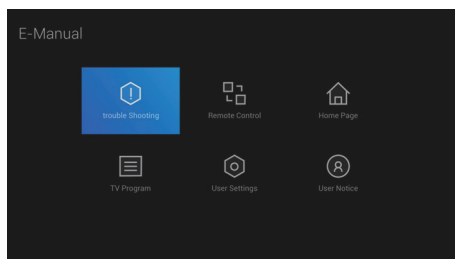 E-Manual
trouble Shooting
Remote Control
Home Page
TV Program
User Settings
User Notice